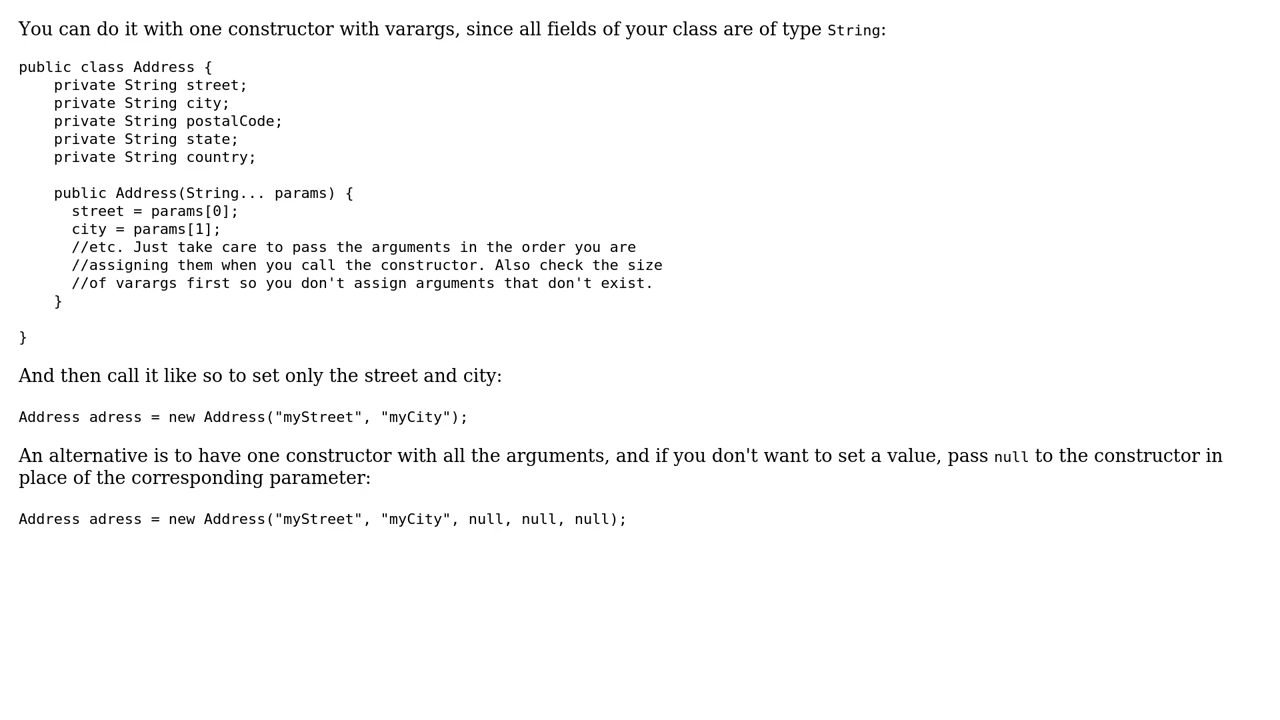 You can do it with one constructor with varargs, since all fields of your class are of type String:
public class Address {
    private String street;
    private String city;
    private String postalCode;
    private String state;
    private String country;

    public Address(String... params) {
      street = params[0];
      city = params[1];
      //etc. Just take care to pass the arguments in the order you are
      //assigning them when you call the constructor. Also check the size
      //of varargs first so you don't assign arguments that don't exist.
    }

}
And then call it like so to set only the street and city:
Address adress = new Address("myStreet", "myCity");
An alternative is to have one constructor with all the arguments, and if you don't want to set a value, pass null to the constructor in
place of the corresponding parameter:
Address adress = new Address("myStreet", "myCity", null, null, null);